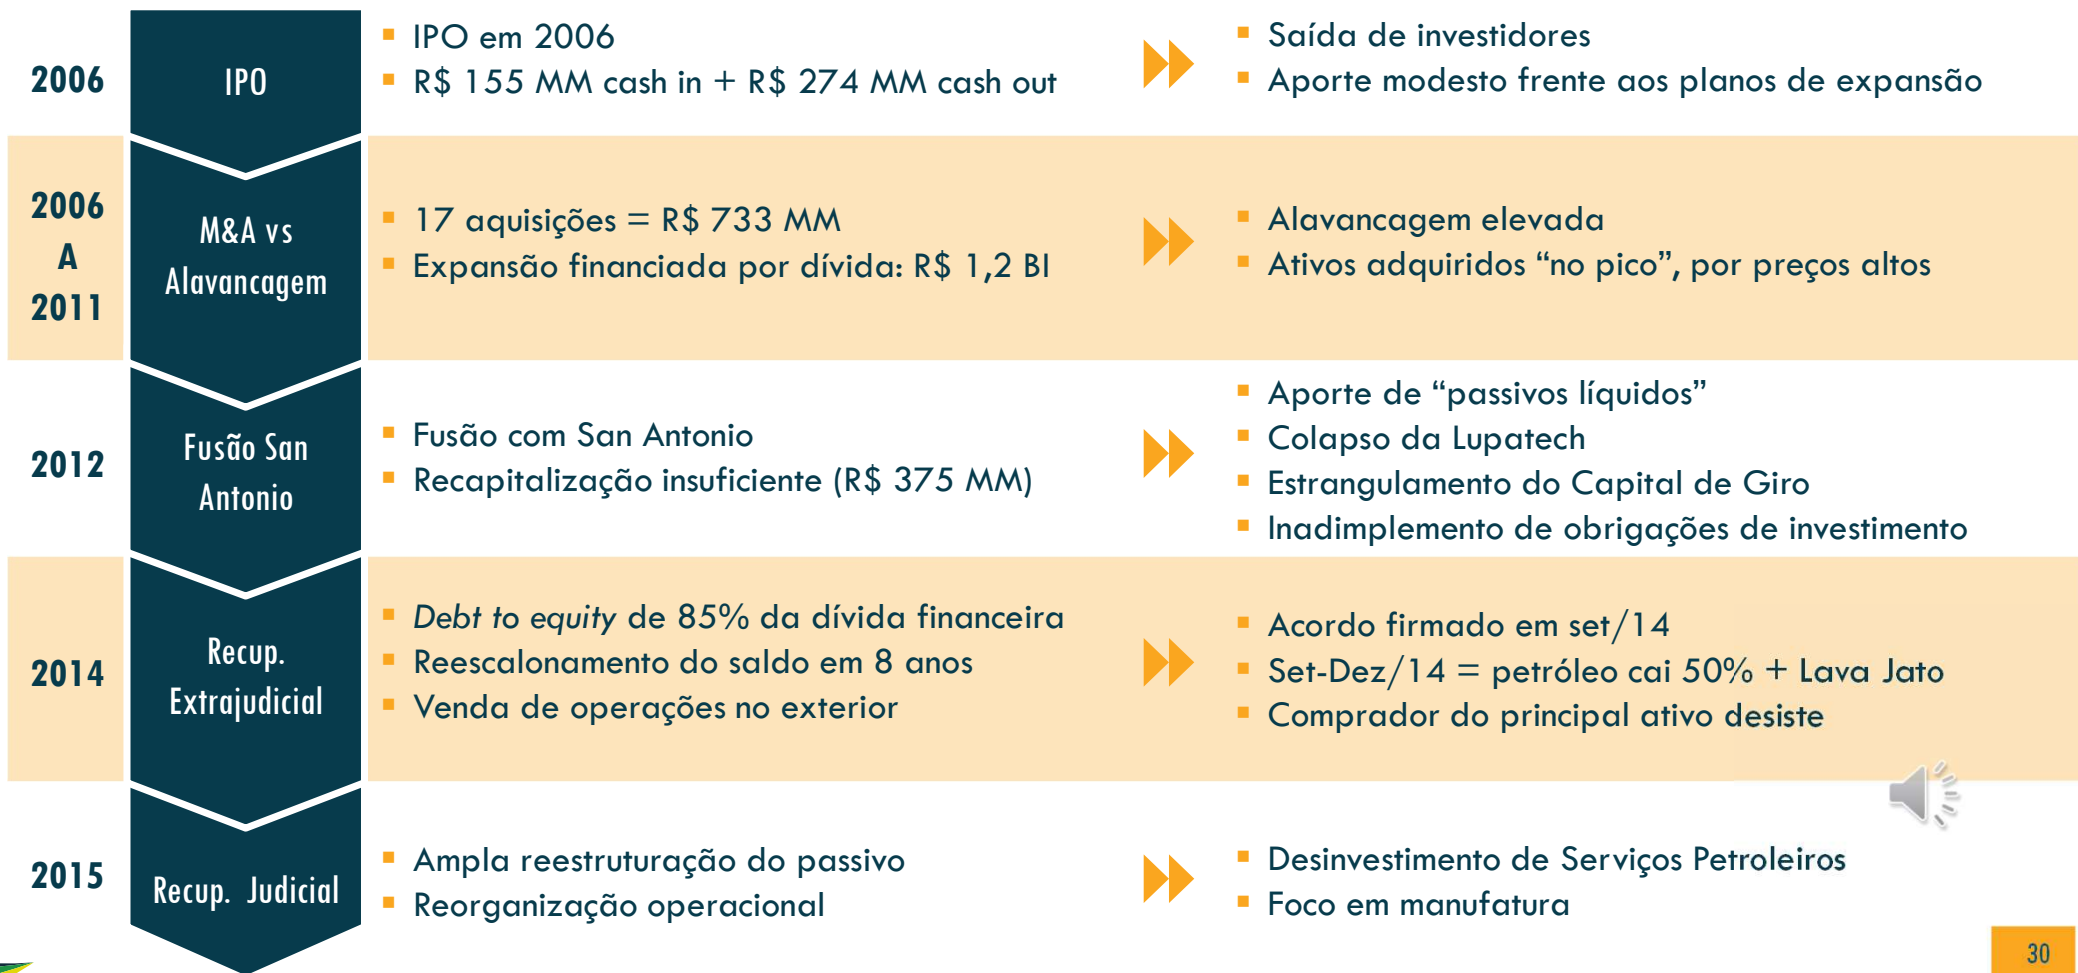 2006
IPO
IPO em 2006
R$ 155 MM cash in + R$ 274 MM cash out
Saída de investidores
Aporte modesto frente aos planos de expansão
2006
A
2011
M&A vs
Alavancagem
17 aquisições = R$ 733 MM
Expansão financiada por dívida: R$ 1,2 BI
Alavancagem elevada
Ativos adquiridos “no pico”, por preços altos
2012
Fusão San
Antonio
Fusão com San Antonio
Recapitalização insuficiente (R$ 375 MM)
Aporte de “passivos líquidos”
Colapso da Lupatech
Estrangulamento do Capital de Giro
Inadimplemento de obrigações de investimento
2014
Recup.
Extrajudicial
Debt to equity de 85% da dívida financeira
Reescalonamento do saldo em 8 anos
Venda de operações no exterior
Acordo firmado em set/14
Set-Dez/14 = petróleo cai 50% + Lava Jato
Comprador do principal ativo desiste
2015
Recup. Judicial
Ampla reestruturação do passivo
Reorganização operacional
Desinvestimento de Serviços Petroleiros
Foco em manufatura
30